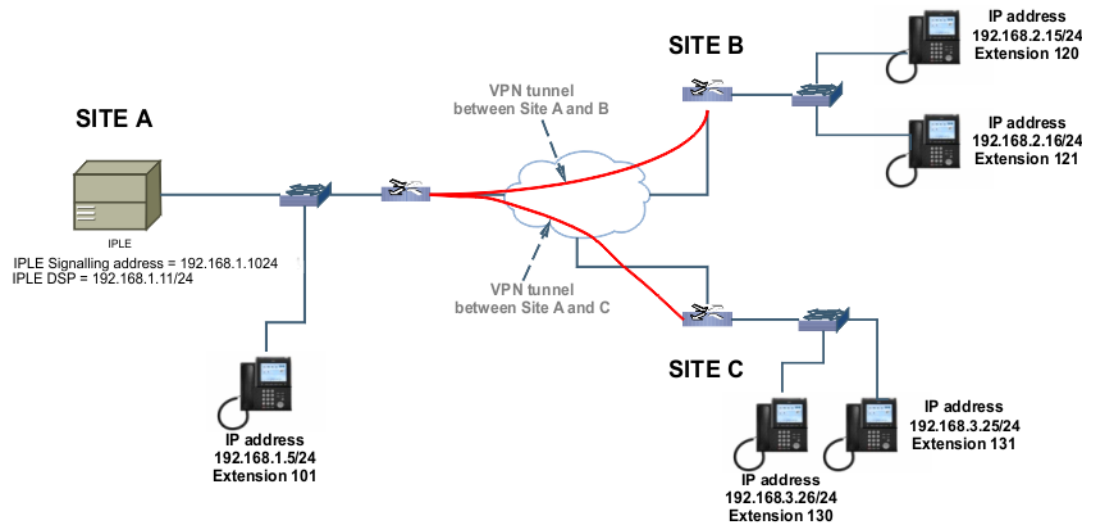 SITE A
IPLE
IPLE Signalling address = 192.168.1.1024
IPLE DSP = 192.168.1.11/24
IP address
192.168.1.5/24
Extension 101
VPN tunnel
between Site A and B
VPN tunnel
between Site A and C
SITE B
IP address
192.168.2.15/24
Extension 120
IP address
192.168.2.16/24
Extension 121
SITE C
IP address
192.168.3.25/24
Extension 131
IP address
192.168.3.26/24
Extension 130